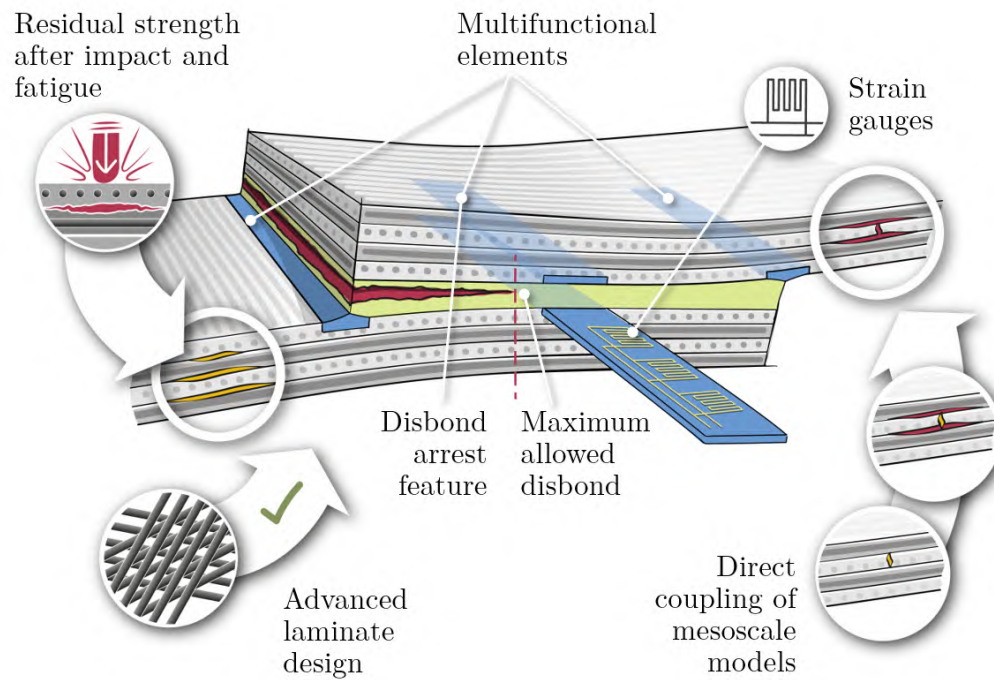 Residual strength
after impact and
fatigue
Multifunctional
elements
Strain
gauges
Disbond
arrest
feature
Maximum
allowed
disbond
Advanced
laminate
design
Direct
coupling of
mesoscale
models